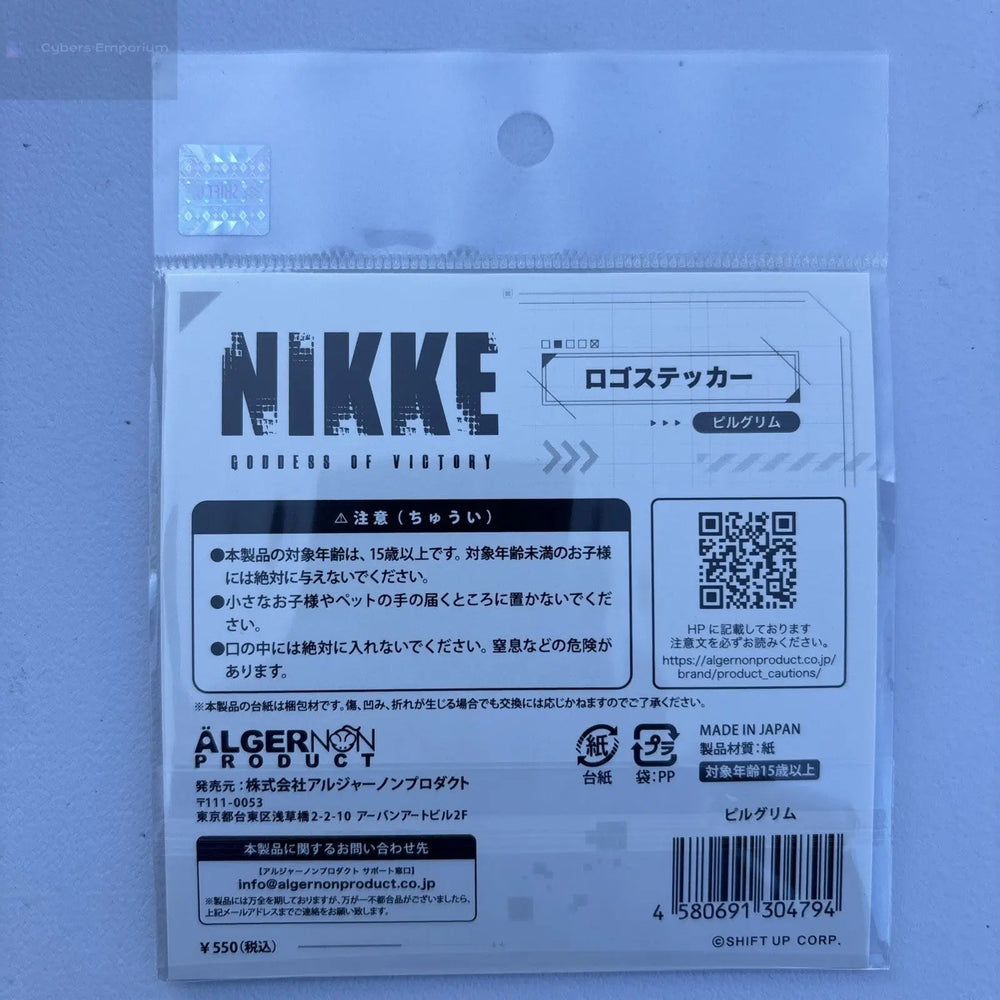 Cybers Emporium
SHIFT U
NIKKE
GODDESS OF VICTORY
ロゴステッカー
ピルグリム
⚠注意(ちゅうい)
●本製品の対象年齢は、15歳以上です。対象年齢未満のお子様
には絶対に与えないでください。
●小さなお子様やペットの手の届くところに置かないでくだ
さい。
●口の中には絶対に入れないでください。窒息などの危険が
あります。
HPに記載しております
注意文を必ずお読みください。
https://algernonproduct.co.jp/
brand/product_cautions/
※本製品の台紙は梱包材です。傷、凹み、折れが生じる場合でも交換には応じかねますのでご了承ください。
ÄLGERNON
PRODUCT
発売元:株式会社アルジャーノンプロダクト
〒111-0053
東京都台東区浅草橋2-2-10 アーバンアートビル2F
紙
台紙
プラ
袋:PP
MADE IN JAPAN
製品材質:紙
対象年齢15歳以上
本製品に関するお問い合わせ先
【アルジャーノンプロダクト サポート窓口】
info@algernonproduct.co.jp
※製品には万全を期しておりますが、万が一不都合品がございましたら、
上記メールアドレスまでご連絡をお願い致します。
¥550(税込)
ピルグリム
4 580691 304794
©SHIFT UP CORP.